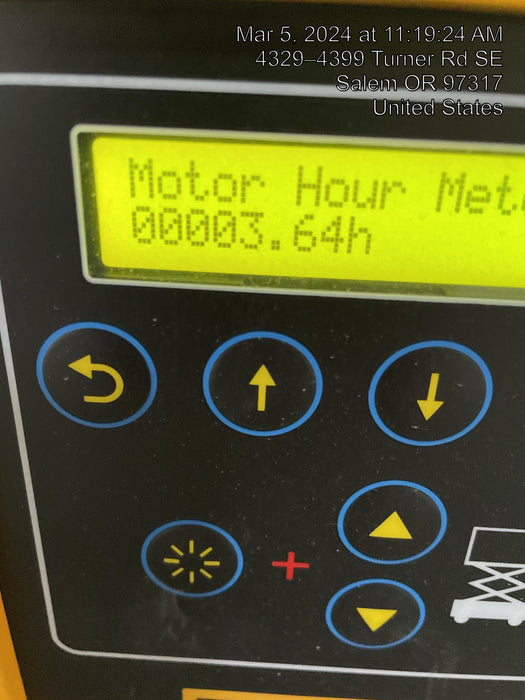 Mar 5, 2024 at 11:19:24 AM
4329–4399 Turner Rd SE
Salem OR 97317
United States
Motor Hour Met
00003.64h